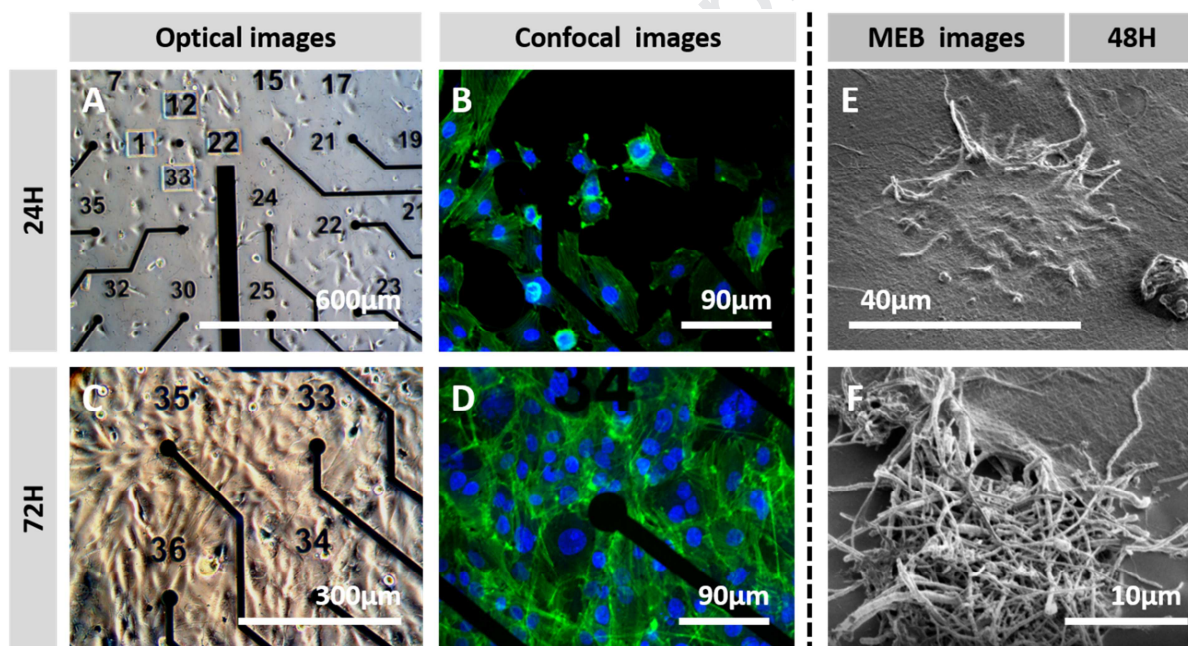 Optical images
Confocal images
MEB images
48H
24H
A
7
15
17
12
1
22
21
19
33
35
24
22
21
32
30
25
23
600µm
B
90µm
E
40µm
72H
C
35
33
36
34
300µm
D
34
90µm
F
10µm